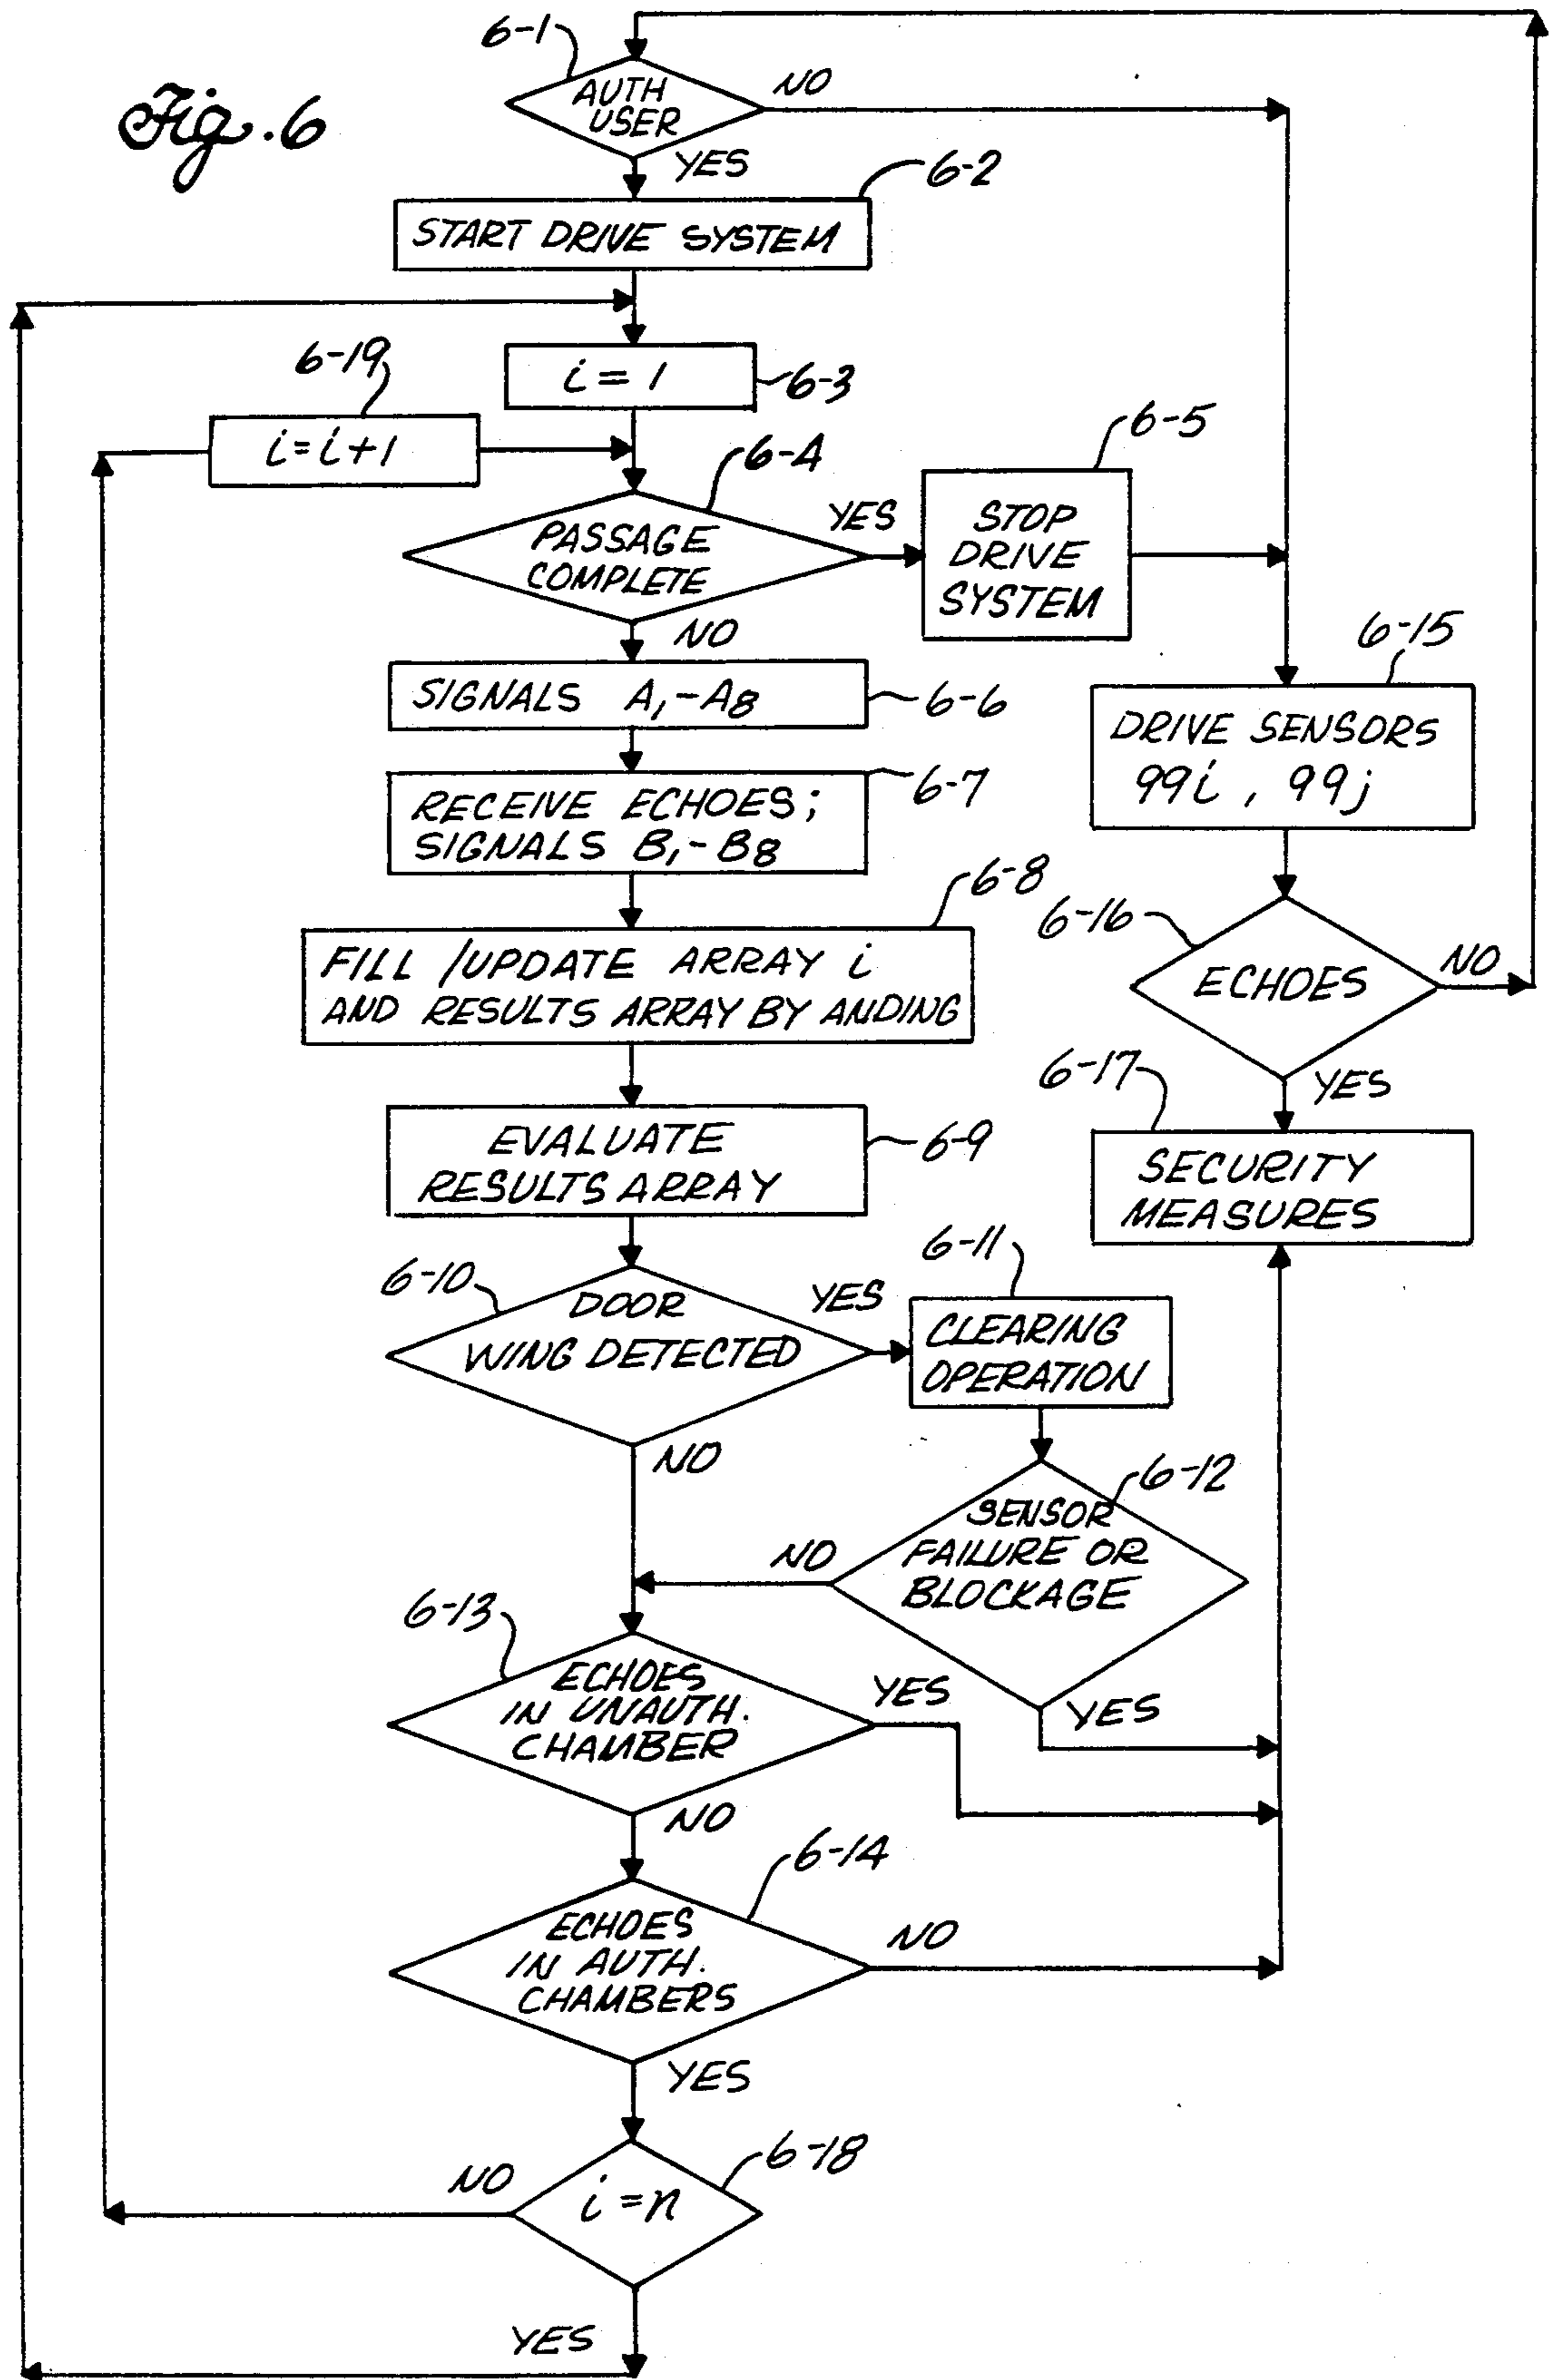 Fig. 6
6-1
AUTH
USER
NO
YES
6-2
START DRIVE SYSTEM
i = 1
6-3
6-19
i = i + 1
6-4
PASSAGE
COMPLETE
YES
NO
6-5
STOP
DRIVE
SYSTEM
SIGNALS A1-A8
6-6
RECEIVE ECHOES;
SIGNALS B1-B8
6-7
6-8
FILL /UPDATE ARRAY i
AND RESULTS ARRAY BY ANDING
6-15
DRIVE SENSORS
99i , 99j
6-16
ECHOES
NO
YES
6-17
SECURITY
MEASURES
EVALUATE
RESULTS ARRAY
6-9
6-10
DOOR
WING DETECTED
YES
NO
6-11
CLEARING
OPERATION
6-12
SENSOR
FAILURE OR
BLOCKAGE
NO
YES
6-13
ECHOES
IN UNAUTH.
CHAMBER
YES
NO
6-14
ECHOES
IN AUTH.
CHAMBERS
NO
YES
6-18
i = n
NO
YES